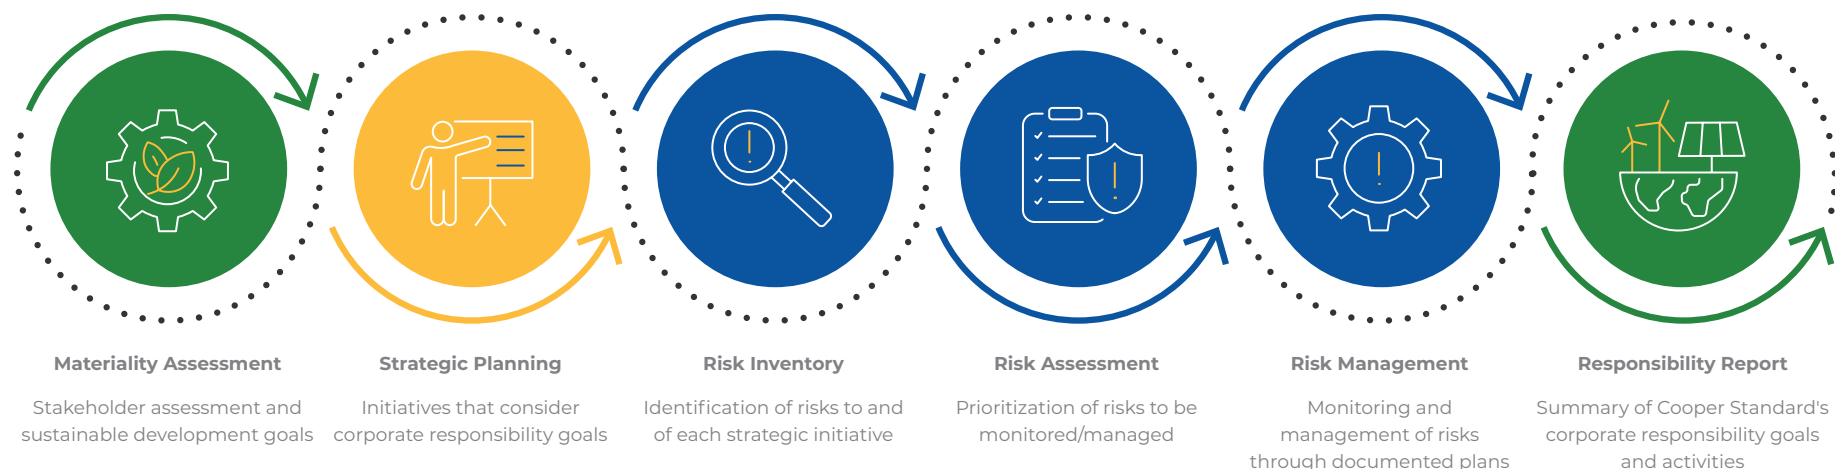 Materiality Assessment
Stakeholder assessment and
sustainable development goals
Strategic Planning
Initiatives that consider
corporate responsibility goals
Risk Inventory
Identification of risks to and
of each strategic initiative
Risk Assessment
Prioritization of risks to be
monitored/managed
Risk Management
Monitoring and
management of risks
through documented plans
Responsibility Report
Summary of Cooper Standard's
corporate responsibility goals
and activities